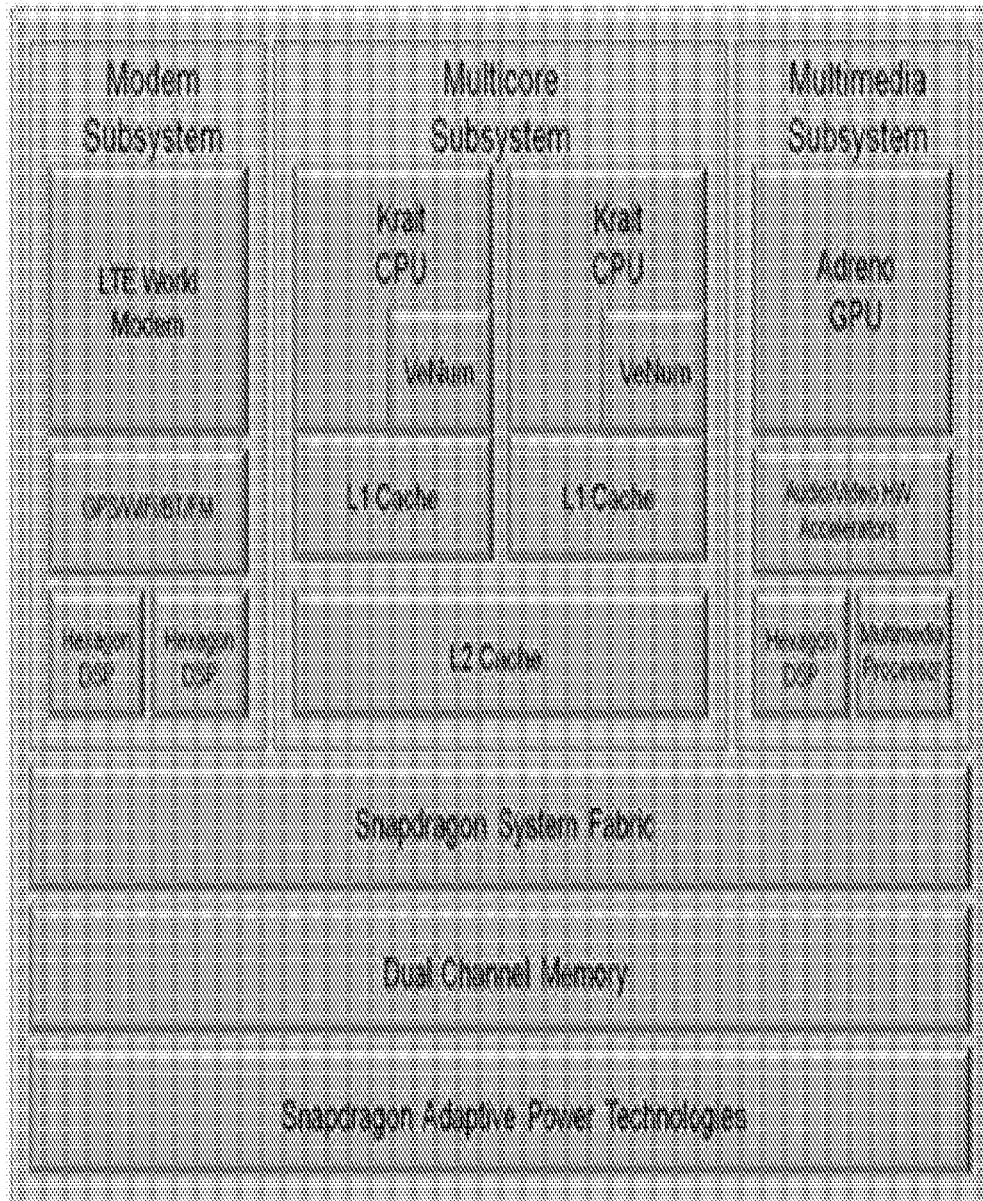 Modem
Subsystem
Multicore
Subsystem
Multimedia
Subsystem
LTE World
Modem
Krait
CPU
VeNum
Krait
CPU
VeNum
Adreno
GPU
GPS/WiFi/BT/FM
L1 Cache
L1 Cache
Audio/Video HW
Accelerators
Hexagon
DSP
Hexagon
DSP
L2 Cache
Hexagon
DSP
Multimedia
Processor
Snapdragon System Fabric
Dual Channel Memory
Snapdragon Adaptive Power Technologies